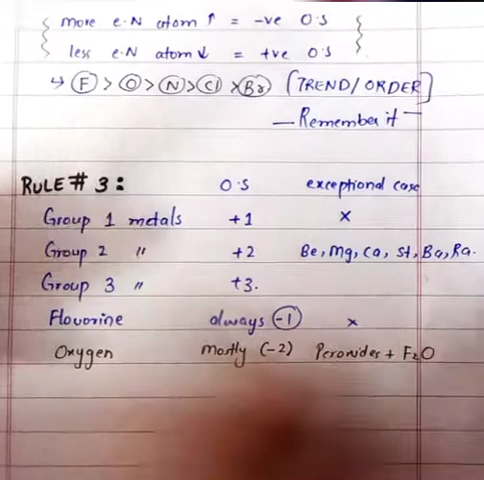 more e.N atom ↑ = -ve O.S
less e.N atom ↓ = +ve O.S
↳ F > O > N > Cl > Br [TREND/ORDER]
— Remember it —
RULE # 3: O.S exceptional case
Group 1 metals +1 ×
Group 2 " +2 Be, Mg, Ca, St, Ba, Ra.
Group 3 " +3.
Flouorine always -1 ×
Oxygen mostly (-2) Peroxides + F₂O